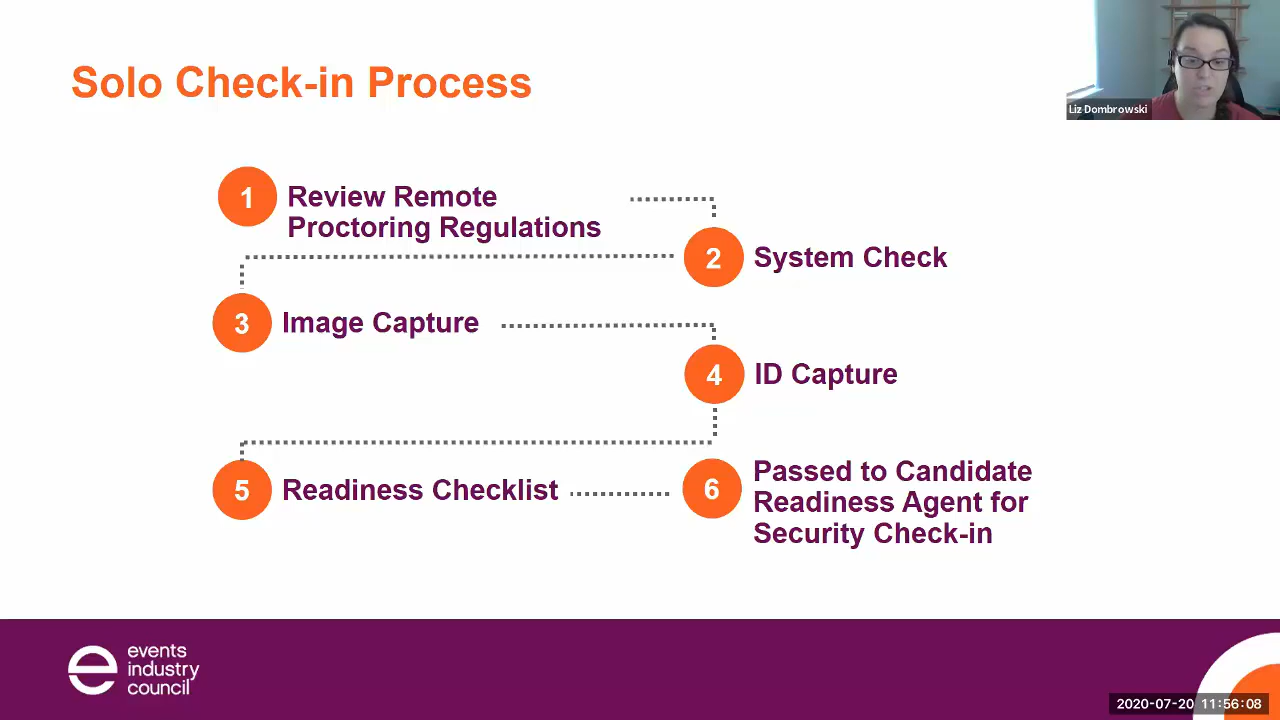 Solo Check-in Process
Liz Dombrowski
1
Review Remote
Proctoring Regulations
2
System Check
3
Image Capture
4
ID Capture
5
Readiness Checklist
6
Passed to Candidate
Readiness Agent for
Security Check-in
e
events
industry
council
2020-07-20 11:56:08